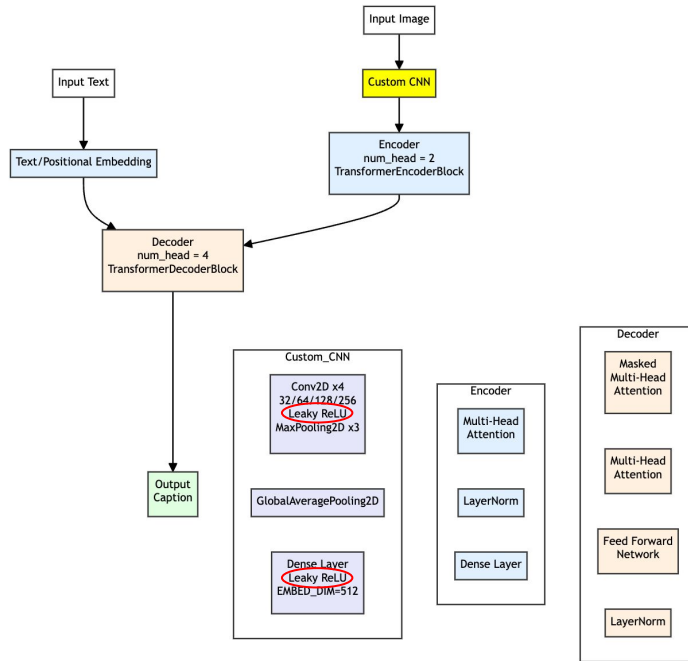 Input Image
Input Text
Custom CNN
Encoder
num_head = 2
TransformerEncoderBlock
Text/Positional Embedding
Decoder
num_head = 4
TransformerDecoderBlock
Output
Caption
Custom_CNN
Conv2D x4
32/64/128/256
Leaky ReLU
MaxPooling2D x3
GlobalAveragePooling2D
Dense Layer
Leaky ReLU
EMBED_DIM=512
Encoder
Multi-Head
Attention
LayerNorm
Dense Layer
Decoder
Masked
Multi-Head
Attention
Multi-Head
Attention
Feed Forward
Network
LayerNorm